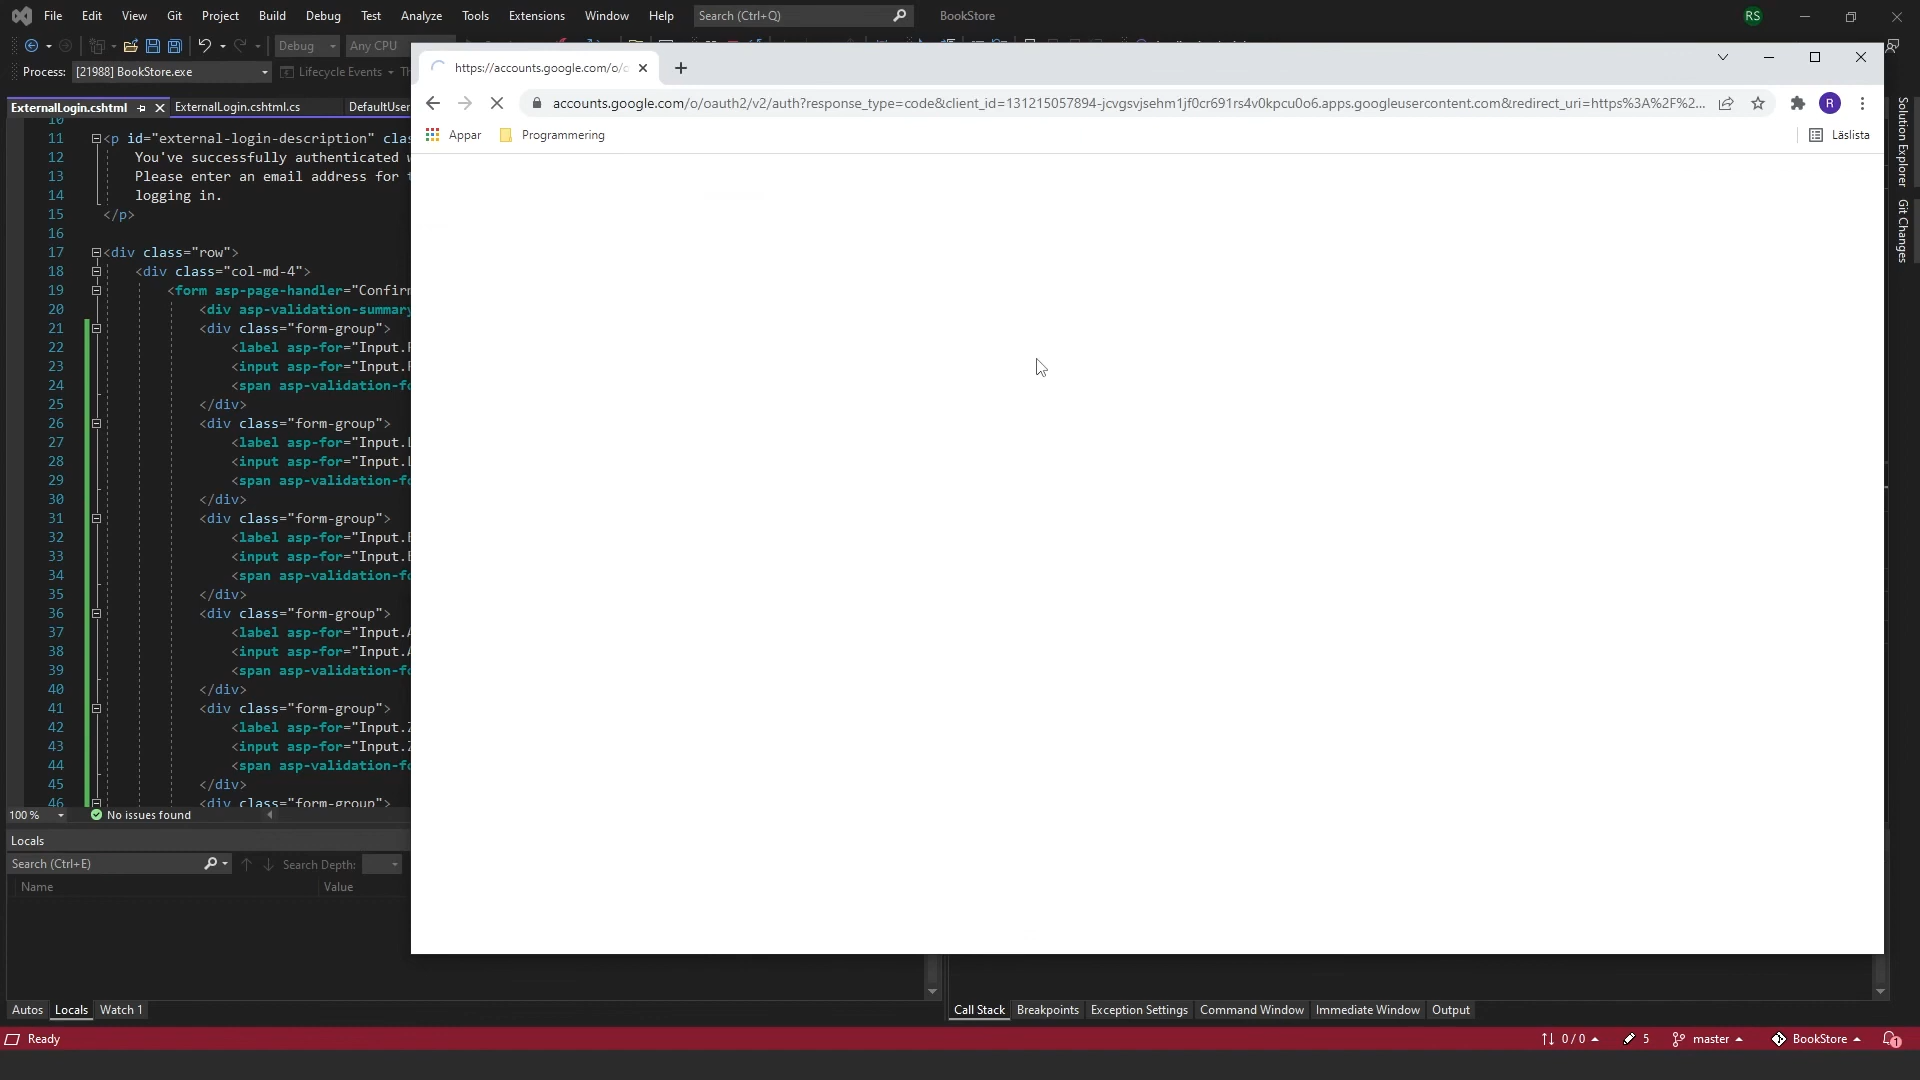 File Edit View Git Project Build Debug Test Analyze Tools Extensions Window Help Search (Ctrl+Q) BookStore RS
Debug Any CPU
Process: [21988] BookStore.exe Lifecycle Events
ExternalLogin.cshtml ExternalLogin.cshtml.cs DefaultUser
https://accounts.google.com/o/
accounts.google.com/o/oauth2/v2/auth?response_type=code&client_id=131215057894-jcvgsvjsehm1jf0cr691rs4v0kpcu0o6.apps.googleusercontent.com&redirect_uri=https%3A%2F%2... R
Appar Programmering Läslista
Solution Explorer
Git Changes
10
11 <p id="external-login-description" clas
12 You've successfully authenticated
13 Please enter an email address for
14 logging in.
15 </p>
16
17 <div class="row">
18 <div class="col-md-4">
19 <form asp-page-handler="Confirm
20 <div asp-validation-summary
21 <div class="form-group">
22 <label asp-for="Input.
23 <input asp-for="Input.
24 <span asp-validation-fo
25 </div>
26 <div class="form-group">
27 <label asp-for="Input.
28 <input asp-for="Input.
29 <span asp-validation-fo
30 </div>
31 <div class="form-group">
32 <label asp-for="Input.
33 <input asp-for="Input.
34 <span asp-validation-fo
35 </div>
36 <div class="form-group">
37 <label asp-for="Input.A
38 <input asp-for="Input.A
39 <span asp-validation-fo
40 </div>
41 <div class="form-group">
42 <label asp-for="Input.Z
43 <input asp-for="Input.Z
44 <span asp-validation-fo
45 </div>
46 <div class="form-group">
100 % No issues found
Locals
Search (Ctrl+E) Search Depth:
Name Value
Autos Locals Watch 1
Call Stack Breakpoints Exception Settings Command Window Immediate Window Output
Ready 0 / 0 5 master BookStore 1